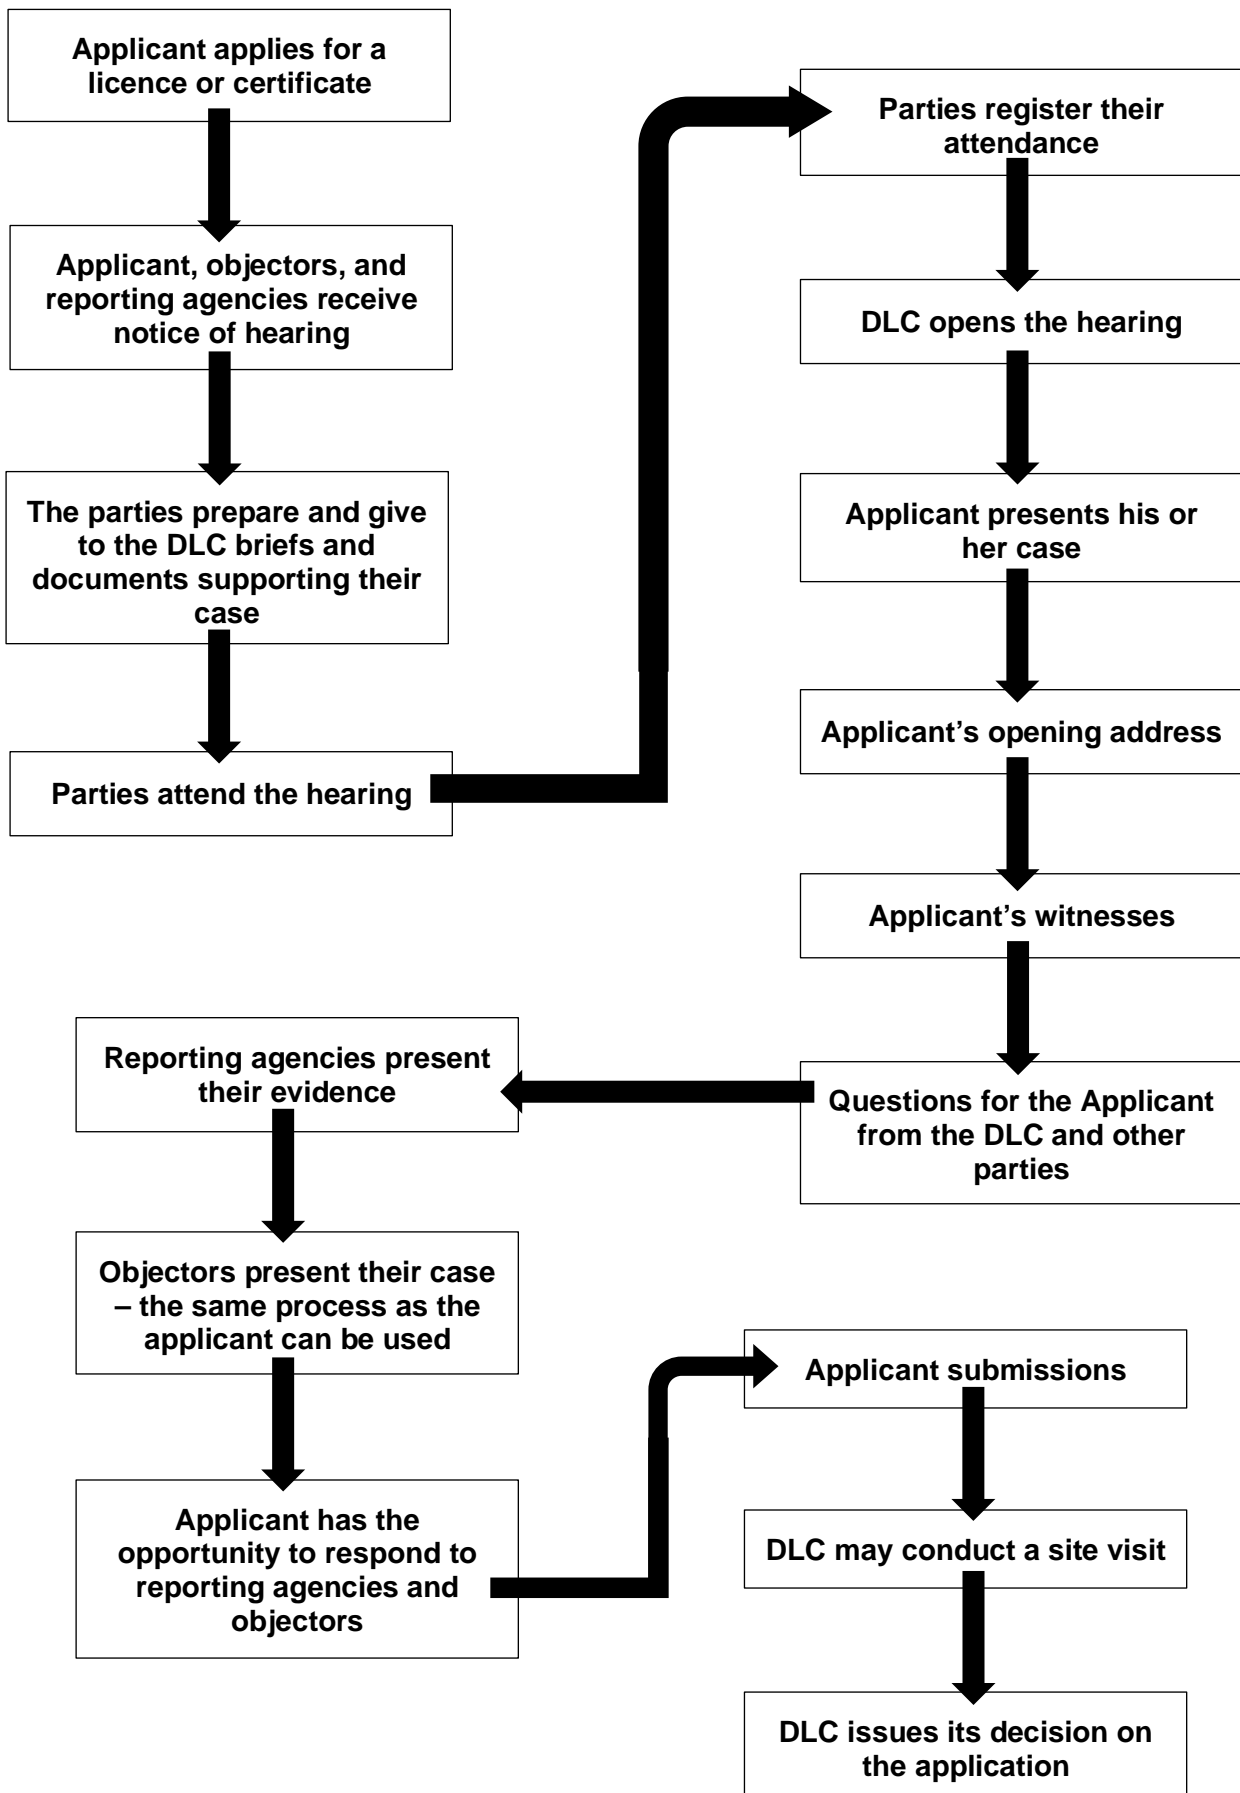 Applicant applies for a
licence or certificate
Applicant, objectors, and
reporting agencies receive
notice of hearing
The parties prepare and give
to the DLC briefs and
documents supporting their
case
Parties attend the hearing
Parties register their
attendance
DLC opens the hearing
Applicant presents his or
her case
Applicant’s opening address
Applicant’s witnesses
Questions for the Applicant
from the DLC and other
parties
Reporting agencies present
their evidence
Objectors present their case
– the same process as the
applicant can be used
Applicant has the
opportunity to respond to
reporting agencies and
objectors
Applicant submissions
DLC may conduct a site visit
DLC issues its decision on
the application